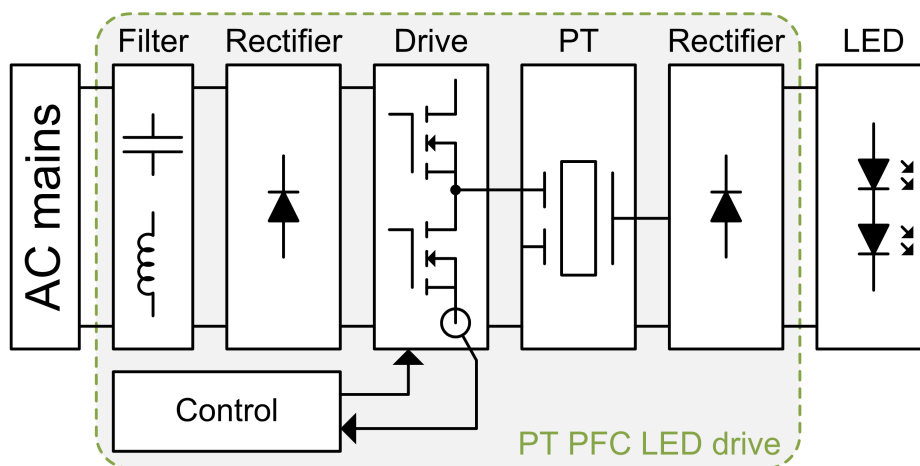 Filter Rectifier Drive PT Rectifier LED
AC mains
Control
PT PFC LED drive